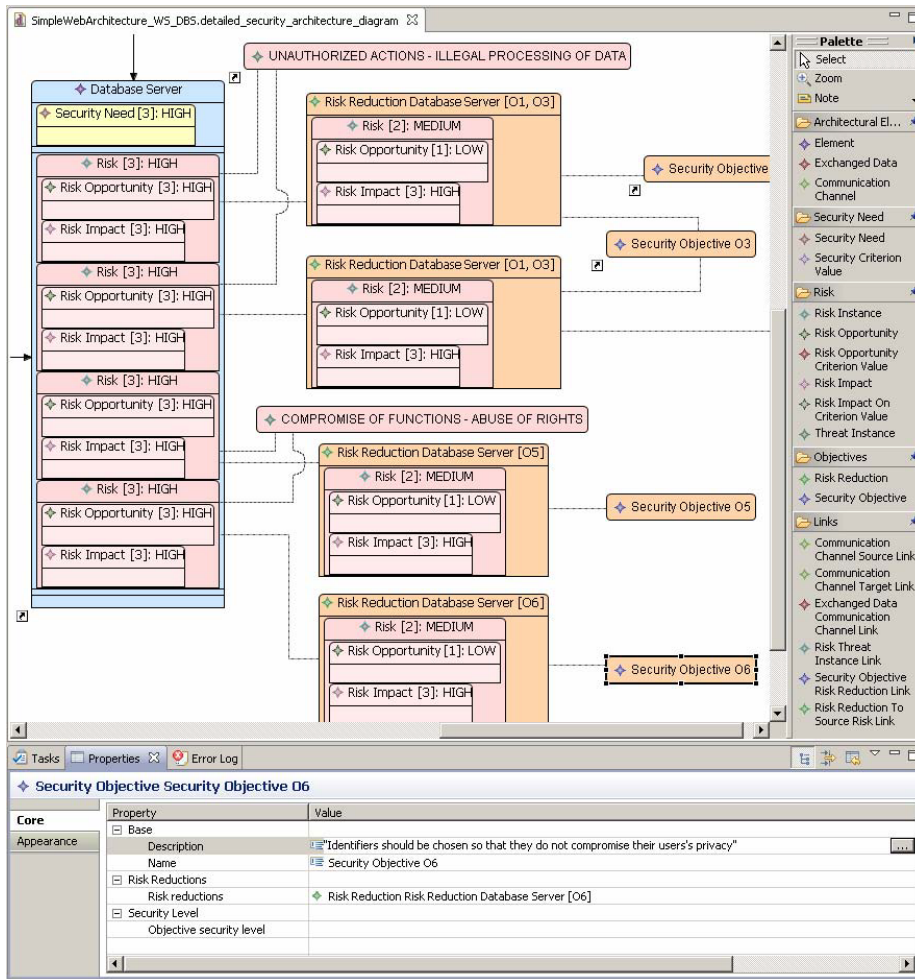 SimpleWebArchitecture_WS_DBS.detailed_security_architecture_diagram
UNAUTHORIZED ACTIONS - ILLEGAL PROCESSING OF DATA
Database Server
Security Need [3]: HIGH
Risk [3]: HIGH
Risk Opportunity [3]: HIGH
Risk Impact [3]: HIGH
Risk [3]: HIGH
Risk Opportunity [3]: HIGH
Risk Impact [3]: HIGH
Risk [3]: HIGH
Risk Opportunity [3]: HIGH
Risk Impact [3]: HIGH
Risk [3]: HIGH
Risk Opportunity [3]: HIGH
Risk Impact [3]: HIGH
Risk Reduction Database Server [O1, O3]
Risk [2]: MEDIUM
Risk Opportunity [1]: LOW
Risk Impact [3]: HIGH
Security Objective
Security Objective O3
Risk Reduction Database Server [O1, O3]
Risk [2]: MEDIUM
Risk Opportunity [1]: LOW
Risk Impact [3]: HIGH
COMPROMISE OF FUNCTIONS - ABUSE OF RIGHTS
Risk Reduction Database Server [O5]
Risk [2]: MEDIUM
Risk Opportunity [1]: LOW
Risk Impact [3]: HIGH
Security Objective O5
Risk Reduction Database Server [O6]
Risk [2]: MEDIUM
Risk Opportunity [1]: LOW
Risk Impact [3]: HIGH
Security Objective O6
Palette
Select
Zoom
Note
Architectural El...
Element
Exchanged Data
Communication
Channel
Security Need
Security Need
Security Criterion
Value
Risk
Risk Instance
Risk Opportunity
Risk Opportunity
Criterion Value
Risk Impact
Risk Impact On
Criterion Value
Threat Instance
Objectives
Risk Reduction
Security Objective
Links
Communication
Channel Source Link
Communication
Channel Target Link
Exchanged Data
Communication
Channel Link
Risk Threat
Instance Link
Security Objective
Risk Reduction Link
Risk Reduction To
Source Risk Link
Tasks Properties Error Log
Security Objective Security Objective O6
Core
Appearance
Property Value
Base
Description "Identifiers should be chosen so that they do not compromise their users's privacy" ...
Name Security Objective O6
Risk Reductions
Risk reductions Risk Reduction Risk Reduction Database Server [O6]
Security Level
Objective security level